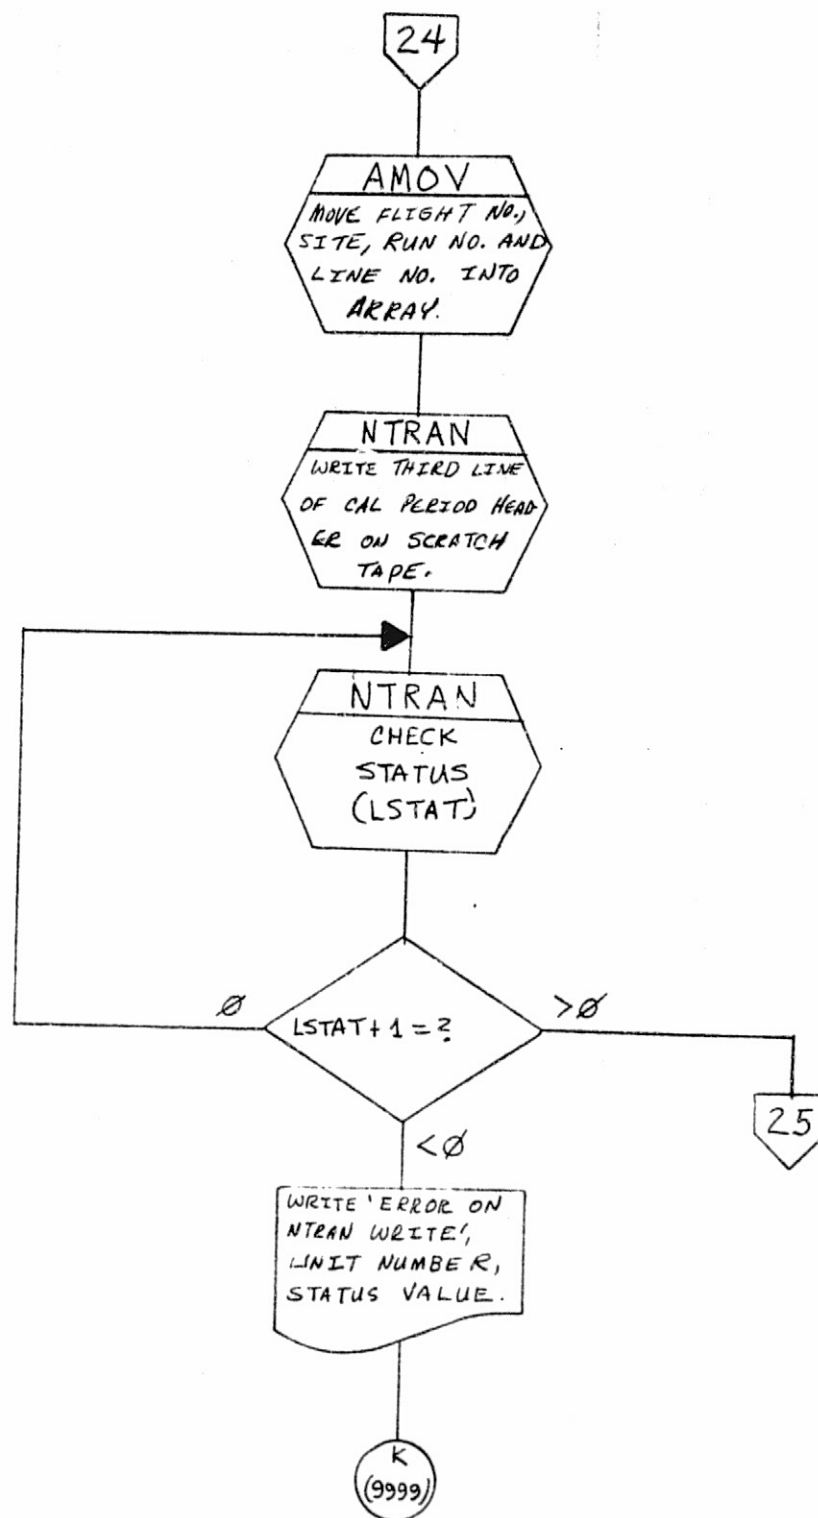 24
AMOV
MOVE FLIGHT NO.,
SITE, RUN NO. AND
LINE NO. INTO
ARRAY.
NTRAN
WRITE THIRD LINE
OF CAL PERIOD HEAD-
ER ON SCRATCH
TAPE.
NTRAN
CHECK
STATUS
(LSTAT)
Ø
LSTAT+1=?
>Ø
25
<Ø
WRITE 'ERROR ON
NTRAN WRITE',
UNIT NUMBER,
STATUS VALUE.
K
(9999)